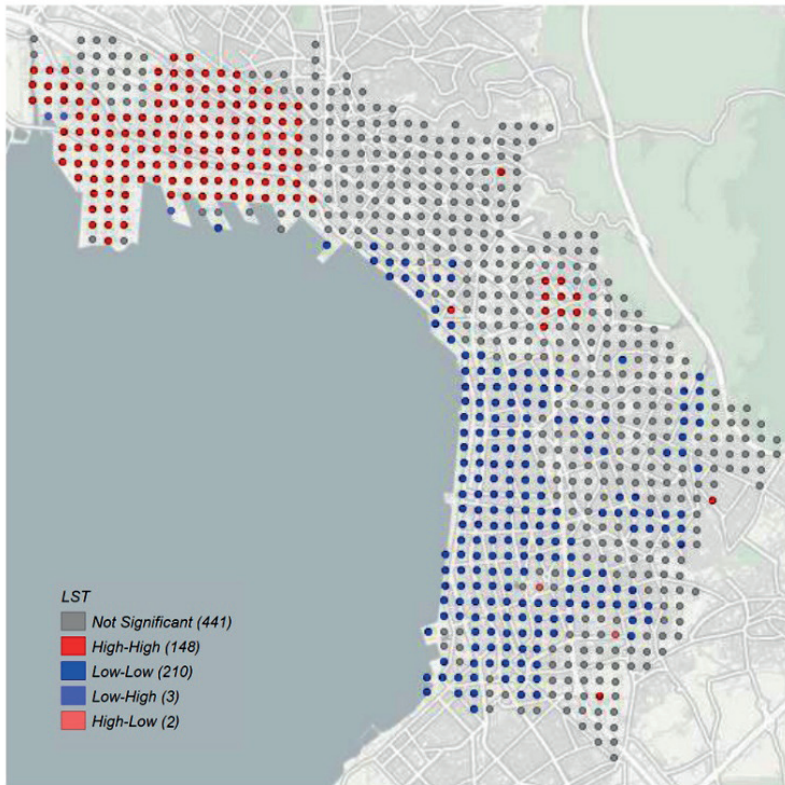 LST
Not Significant (441)
High-High (148)
Low-Low (210)
Low-High (3)
High-Low (2)